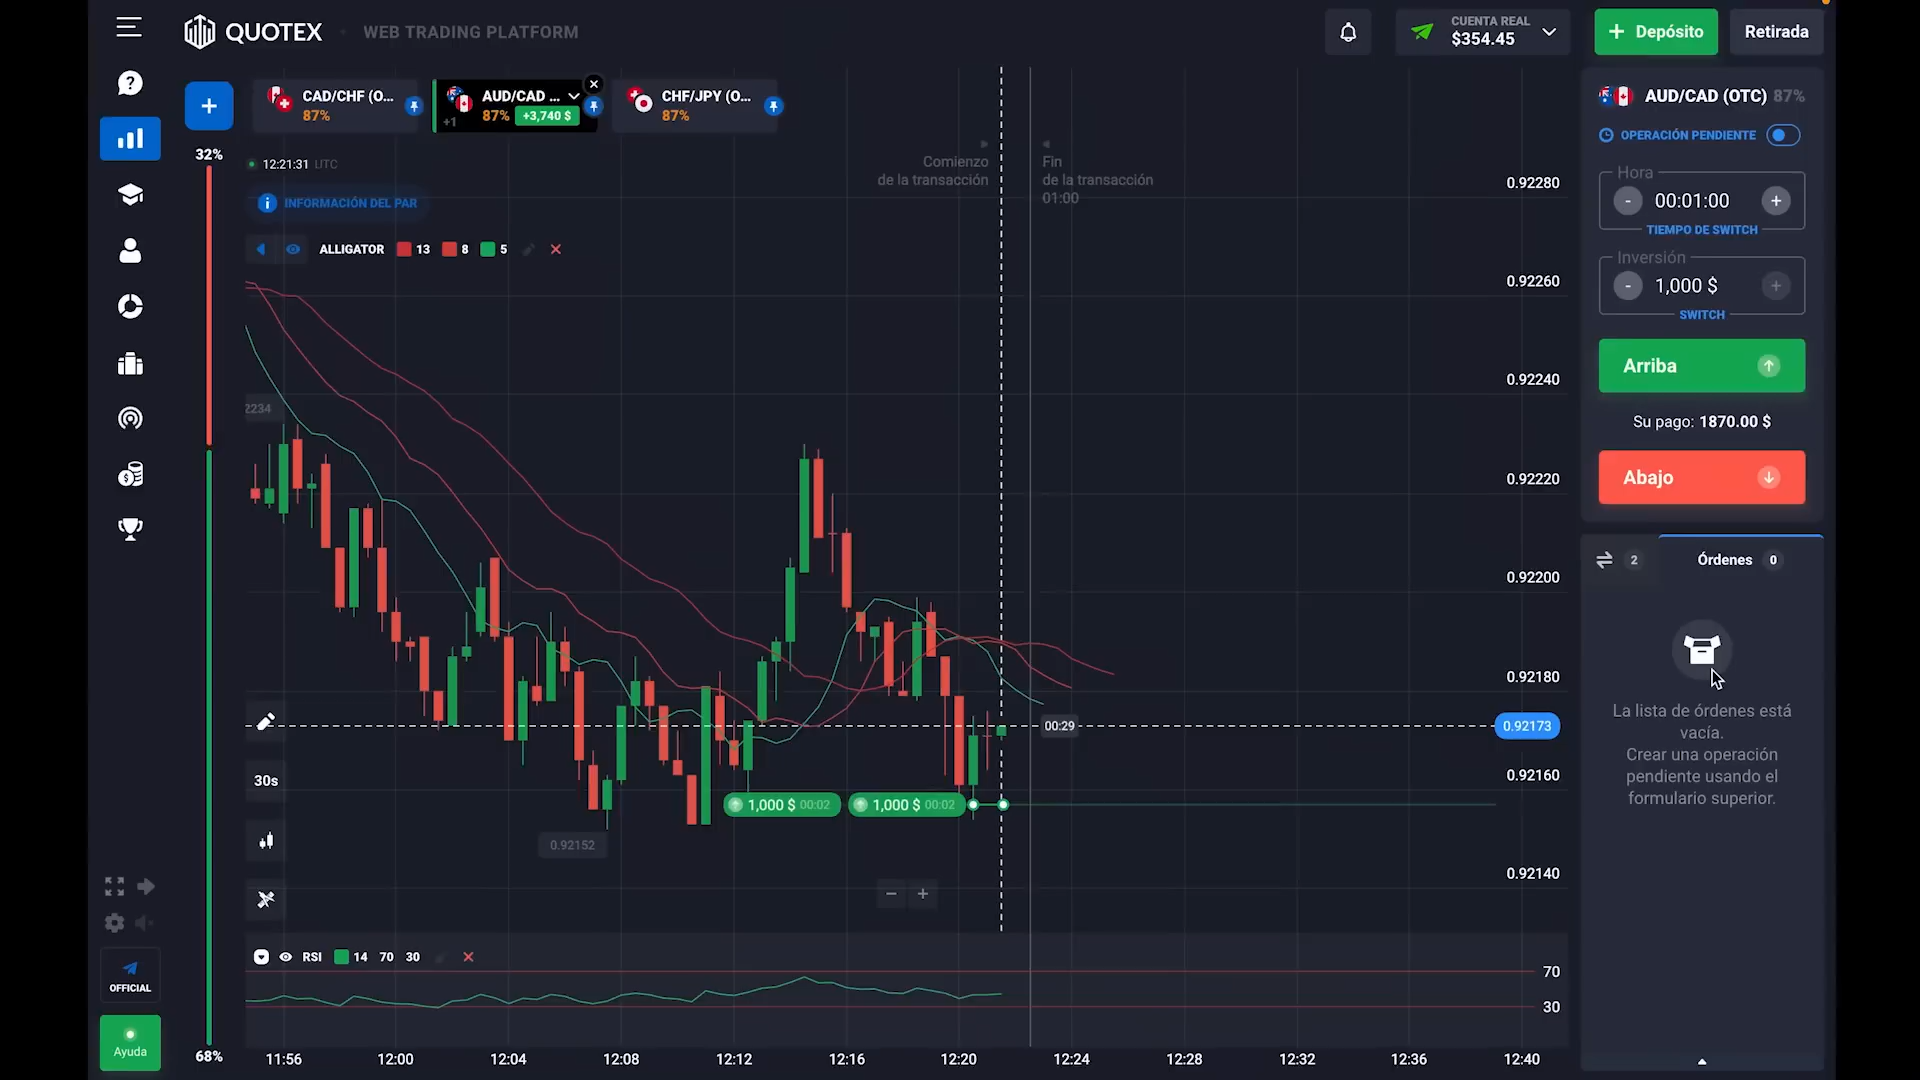 QUOTEX
WEB TRADING PLATFORM
CUENTA REAL
$354.45
Depósito
Retirada
CAD/CHF (O...
87%
AUD/CAD ...
+1
87%
+3,740 $
CHF/JPY (O...
87%
32%
12:21:31 UTC
INFORMACIÓN DEL PAR
ALLIGATOR 13 8 5
Comienzo
de la transacción
Fin
de la transacción
01:00
0.92280
0.92260
0.92240
0.92220
0.92200
0.92180
0.92173
0.92160
0.92140
2234
00:29
30s
1,000 $ 00:02
1,000 $ 00:02
0.92152
- +
RSI 14 70 30
70
30
68%
11:56
12:00
12:04
12:08
12:12
12:16
12:20
12:24
12:28
12:32
12:36
12:40
OFFICIAL
Ayuda
AUD/CAD (OTC) 87%
OPERACIÓN PENDIENTE
Hora
- 00:01:00 +
TIEMPO DE SWITCH
Inversión
- 1,000 $ +
SWITCH
Arriba
Su pago: 1870.00 $
Abajo
2
Órdenes 0
La lista de órdenes está
vacía.
Crear una operación
pendiente usando el
formulario superior.